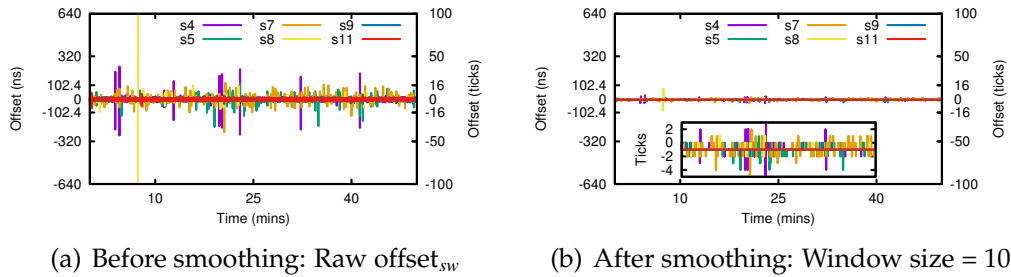 640
320
102.4
0
-102.4
-320
-640
Offset (ns)
s4 s7 s9
s5 s8 s11
100
50
16
0
-16
-50
-100
Offset (ticks)
10 25 40
Time (mins)
(a) Before smoothing: Raw offset_sw
640
320
102.4
0
-102.4
-320
-640
Offset (ns)
s4 s7 s9
s5 s8 s11
100
50
16
0
-16
-50
-100
Offset (ticks)
Ticks
2
0
-2
-4
10 25 40
Time (mins)
(b) After smoothing: Window size = 10